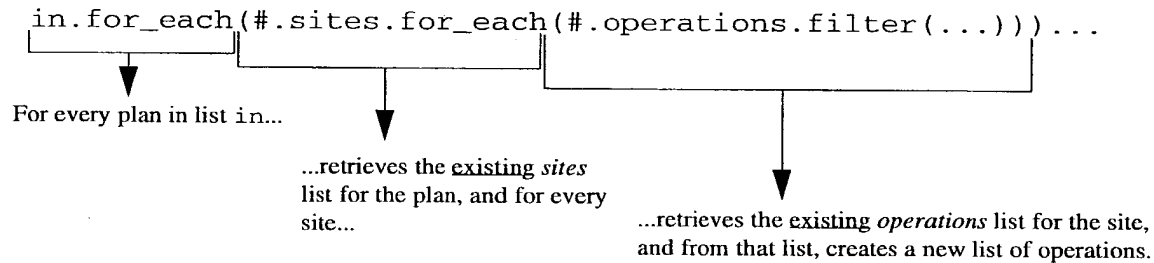 in.for_each(#.sites.for_each(#.operations.filter(...)))...
For every plan in list in...
...retrieves the existing sites
list for the plan, and for every
site...
...retrieves the existing operations list for the site,
and from that list, creates a new list of operations.